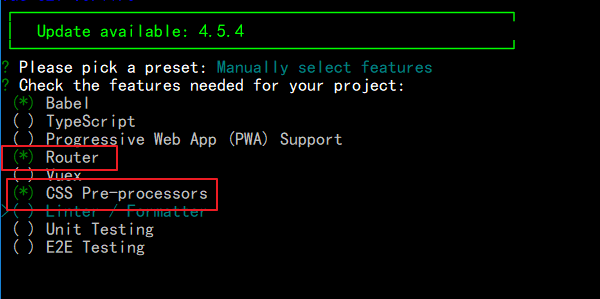 Update available: 4.5.4
? Please pick a preset: Manually select features
? Check the features needed for your project:
(*) Babel
( ) TypeScript
( ) Progressive Web App (PWA) Support
(*) Router
( ) Vuex
(*) CSS Pre-processors
>( ) Linter / Formatter
( ) Unit Testing
( ) E2E Testing